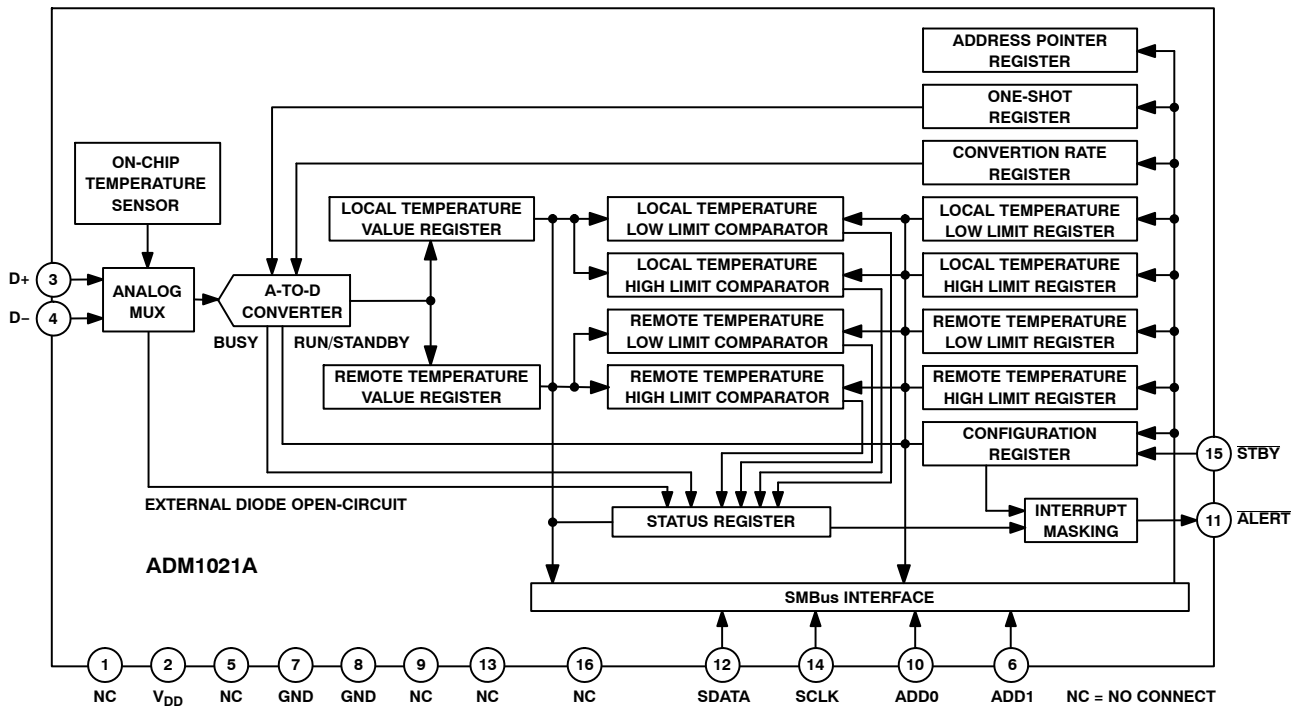 ADDRESS POINTER
REGISTER
ONE-SHOT
REGISTER
CONVERTION RATE
REGISTER
ON-CHIP
TEMPERATURE
SENSOR
LOCAL TEMPERATURE
VALUE REGISTER
LOCAL TEMPERATURE
LOW LIMIT COMPARATOR
LOCAL TEMPERATURE
LOW LIMIT REGISTER
D+
3
D−
4
ANALOG
MUX
A-TO-D
CONVERTER
LOCAL TEMPERATURE
HIGH LIMIT COMPARATOR
LOCAL TEMPERATURE
HIGH LIMIT REGISTER
BUSY
RUN/STANDBY
REMOTE TEMPERATURE
LOW LIMIT COMPARATOR
REMOTE TEMPERATURE
LOW LIMIT REGISTER
REMOTE TEMPERATURE
VALUE REGISTER
REMOTE TEMPERATURE
HIGH LIMIT COMPARATOR
REMOTE TEMPERATURE
HIGH LIMIT REGISTER
CONFIGURATION
REGISTER
15
STBY
EXTERNAL DIODE OPEN-CIRCUIT
STATUS REGISTER
INTERRUPT
MASKING
11
ALERT
ADM1021A
SMBus INTERFACE
1
2
5
7
8
9
13
16
12
14
10
6
NC
VDD
NC
GND
GND
NC
NC
NC
SDATA
SCLK
ADD0
ADD1
NC = NO CONNECT